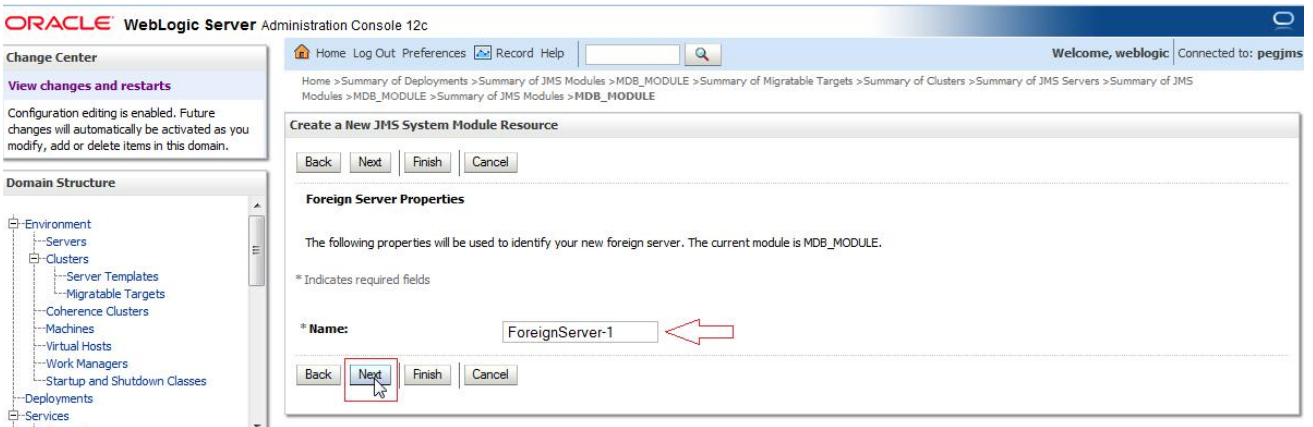 ORACLE WebLogic Server Administration Console 12c
Change Center
View changes and restarts
Configuration editing is enabled. Future
changes will automatically be activated as you
modify, add or delete items in this domain.
Domain Structure
Environment
Servers
Clusters
Server Templates
Migratable Targets
Coherence Clusters
Machines
Virtual Hosts
Work Managers
Startup and Shutdown Classes
Deployments
Services
Home Log Out Preferences Record Help
Welcome, weblogic Connected to: pegjms
Home >Summary of Deployments >Summary of JMS Modules >MDB_MODULE >Summary of Migratable Targets >Summary of Clusters >Summary of JMS Servers >Summary of JMS
Modules >MDB_MODULE >Summary of JMS Modules >MDB_MODULE
Create a New JMS System Module Resource
Back Next Finish Cancel
Foreign Server Properties
The following properties will be used to identify your new foreign server. The current module is MDB_MODULE.
* Indicates required fields
* Name: ForeignServer-1
Back Next Finish Cancel